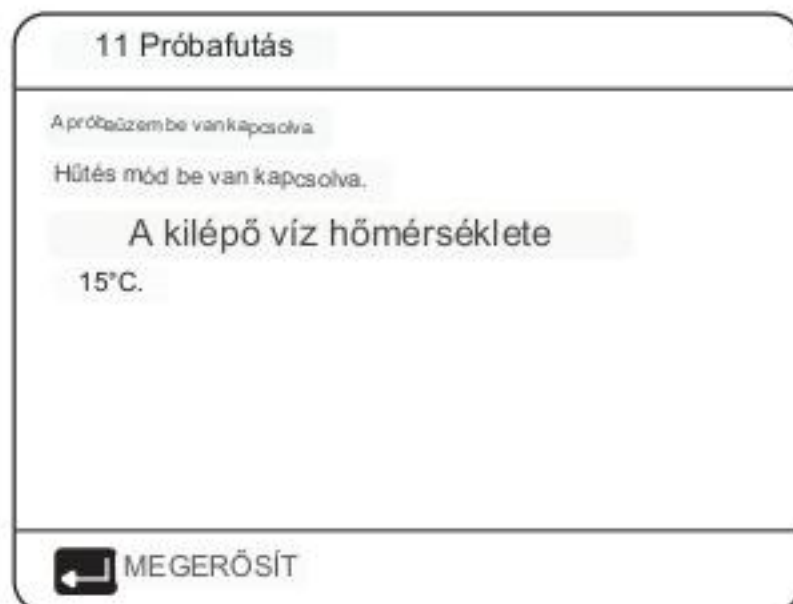 11 Próbafutás
A próbaüzem be van kapcsolva.
Hűtés mód be van kapcsolva.
A kilépő víz hőmérséklete
15°C.
MEGERŐSÍT